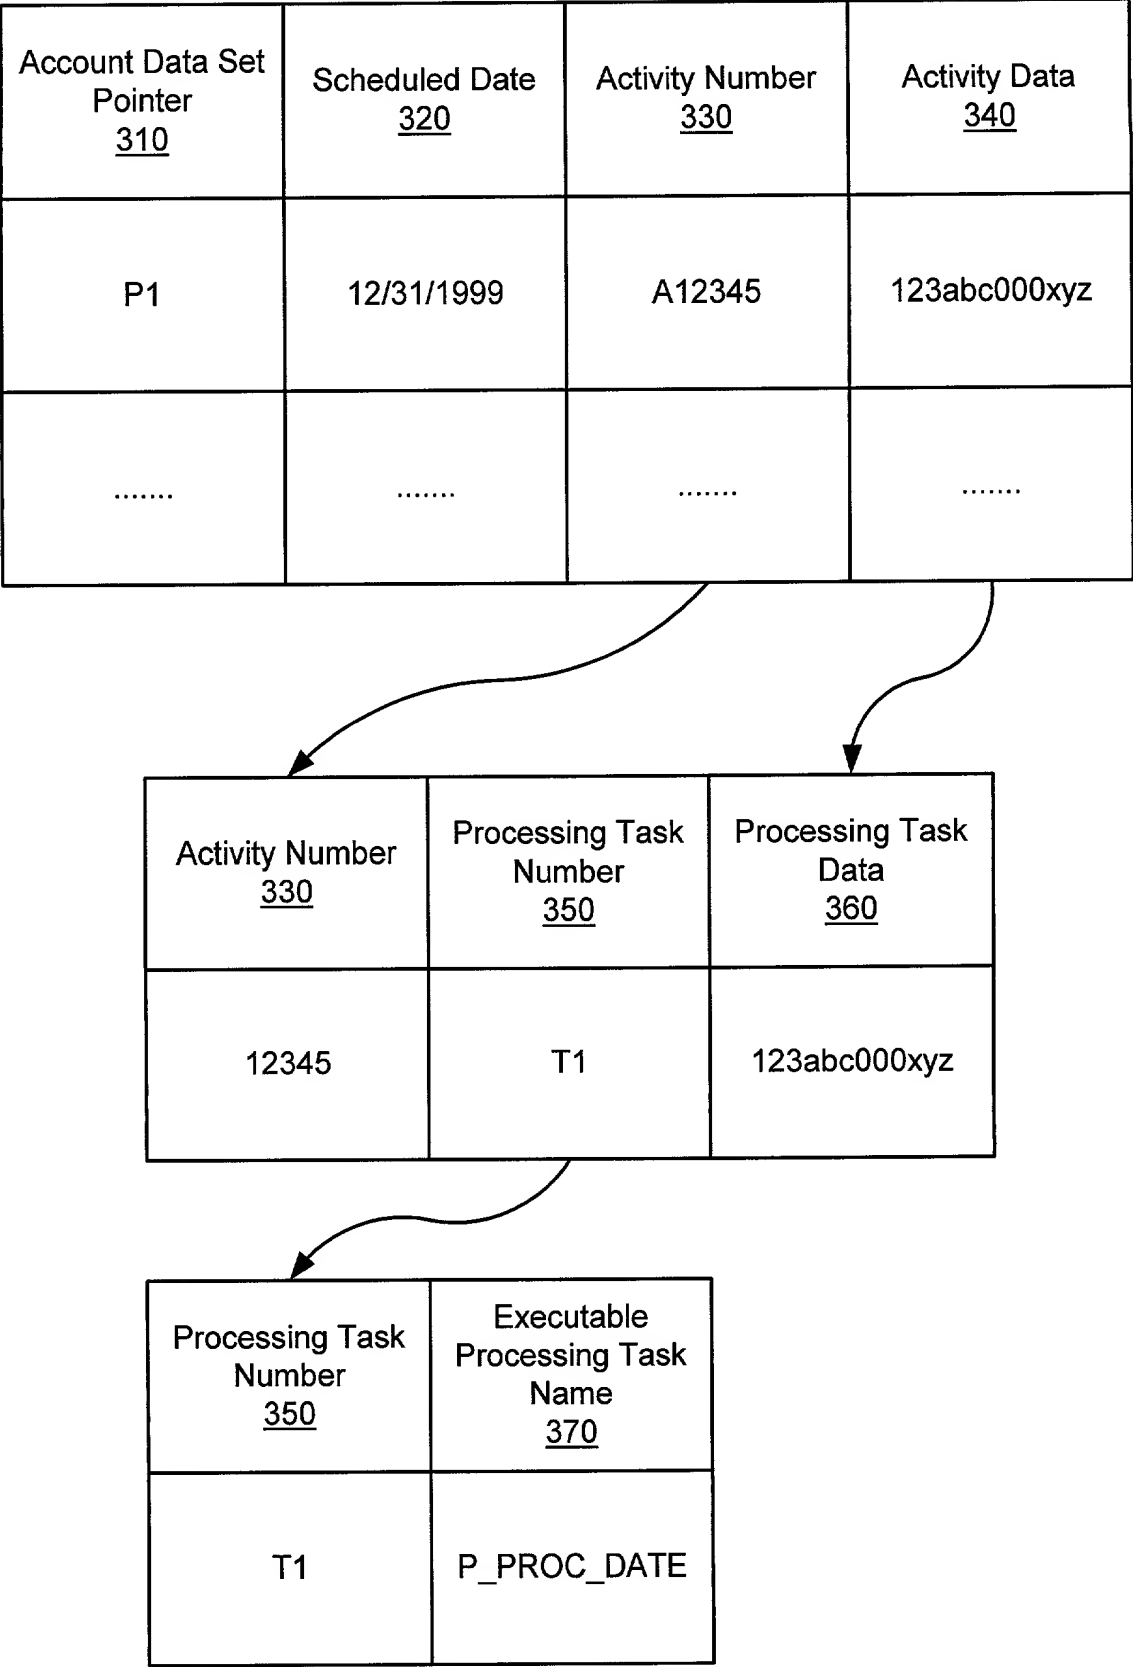 Account Data Set
Pointer
310
Scheduled Date
320
Activity Number
330
Activity Data
340
P1
12/31/1999
A12345
123abc000xyz
.......
.......
.......
.......
Activity Number
330
Processing Task
Number
350
Processing Task
Data
360
12345
T1
123abc000xyz
Processing Task
Number
350
Executable
Processing Task
Name
370
T1
P_PROC_DATE